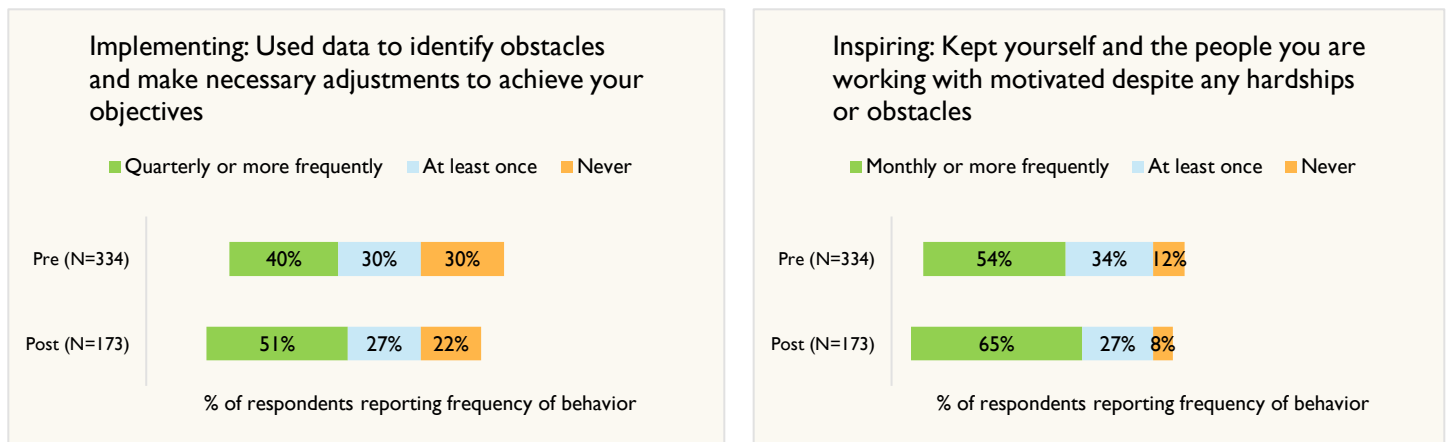 Implementing: Used data to identify obstacles
and make necessary adjustments to achieve your
objectives
Quarterly or more frequently At least once Never
Pre (N=334) 40% 30% 30%
Post (N=173) 51% 27% 22%
% of respondents reporting frequency of behavior
Inspiring: Kept yourself and the people you are
working with motivated despite any hardships
or obstacles
Monthly or more frequently At least once Never
Pre (N=334) 54% 34% 12%
Post (N=173) 65% 27% 8%
% of respondents reporting frequency of behavior